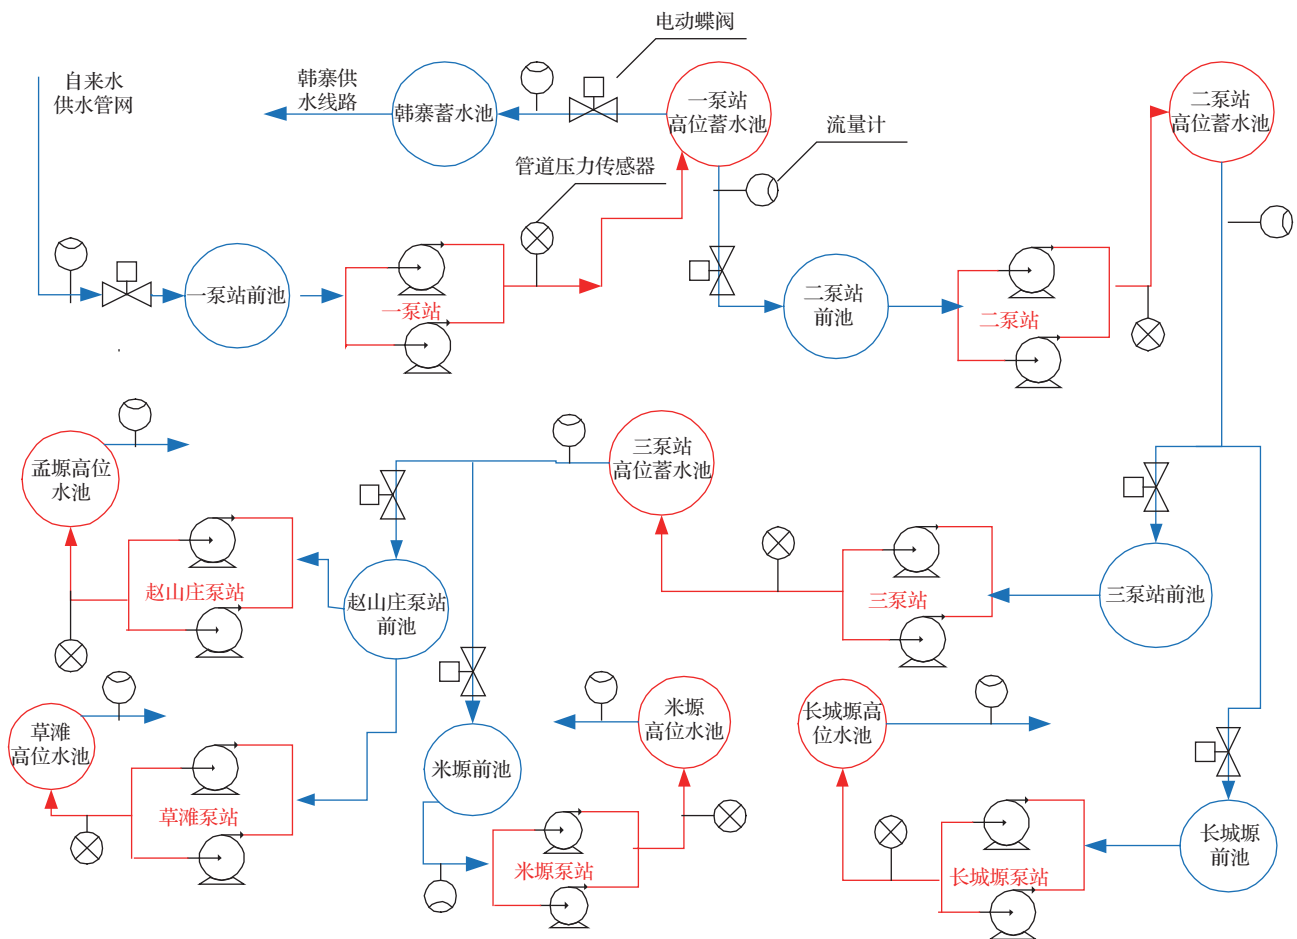 电动蝶阀
自来水
供水管网
韩寨供
水线路
韩寨蓄水池
一泵站
高位蓄水池
二泵站
高位蓄水池
流量计
管道压力传感器
一泵站前池
一泵站
二泵站
前池
二泵站
孟塬高位
水池
三泵站
高位蓄水池
赵山庄泵站
赵山庄泵站
前池
三泵站
三泵站前池
草滩
高位水池
米塬
高位水池
长城塬高
位水池
米塬前池
草滩泵站
米塬泵站
长城塬泵站
长城塬
前池